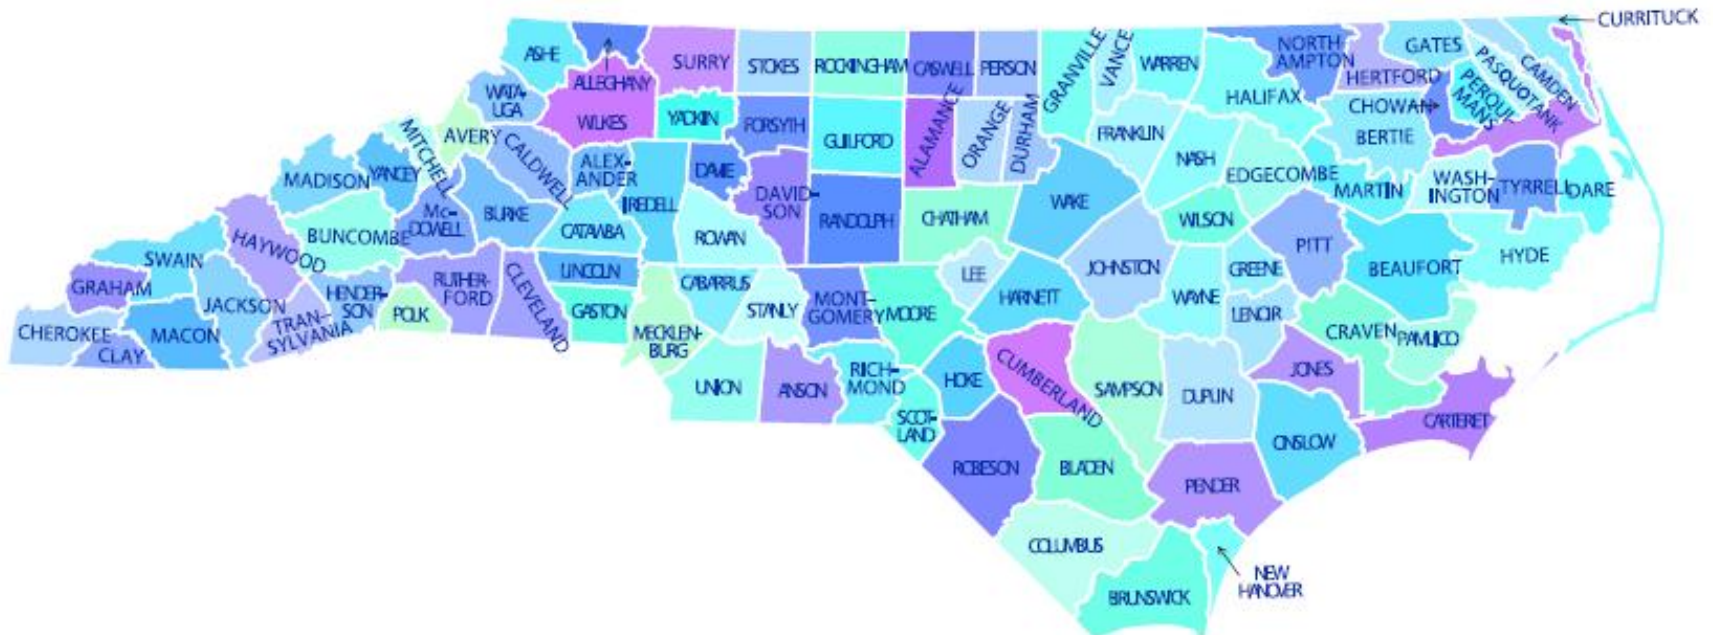 CURRITUCK
ASHE
ALLEGHANY
SURRY
STOKES
ROCKINGHAM
CASWELL
PERSON
GRANVILLE
VANCE
WARREN
NORTH-
AMPTON
HERTFORD
GATES
PASQUOTANK
CAMDEN
PERQUI-
MANS
CHOWAN
BERTIE
HALIFAX
WATA-
UGA
WILKES
YADKIN
FORSYTH
GUILFORD
ALAMANCE
ORANGE
DURHAM
FRANKLIN
NASH
EDGECOMBE
MARTIN
WASH-
INGTON
TYRRELL
DARE
MITCHELL
AVERY
CALDWELL
ALEX-
ANDER
IREDELL
DAVIE
DAVID-
SON
RANDOLPH
CHATHAM
WAKE
WILSON
PITT
BEAUFORT
HYDE
MADISON
YANCEY
Mc-
DOWELL
BURKE
CATAWBA
ROWAN
LEE
JOHNSTON
GREENE
SWAIN
HAYWOOD
BUNCOMBE
RUTHER-
FORD
CLEVELAND
LINCOLN
CABARRUS
STANLY
MONT-
GOMERY
MOORE
HARNETT
WAYNE
LENOIR
CRAVEN
PAMLICO
GRAHAM
JACKSON
HENDER-
SON
POLK
GASTON
MECKLEN-
BURG
CHEROKEE
CLAY
MACON
TRAN-
SYLVANIA
UNION
ANSON
RICH-
MOND
HOKE
CUMBERLAND
SAMPSON
DUPLIN
JONES
CARTERET
SCOT-
LAND
ROBESON
BLADEN
PENDER
ONSLOW
COLUMBUS
BRUNSWICK
NEW
HANOVER